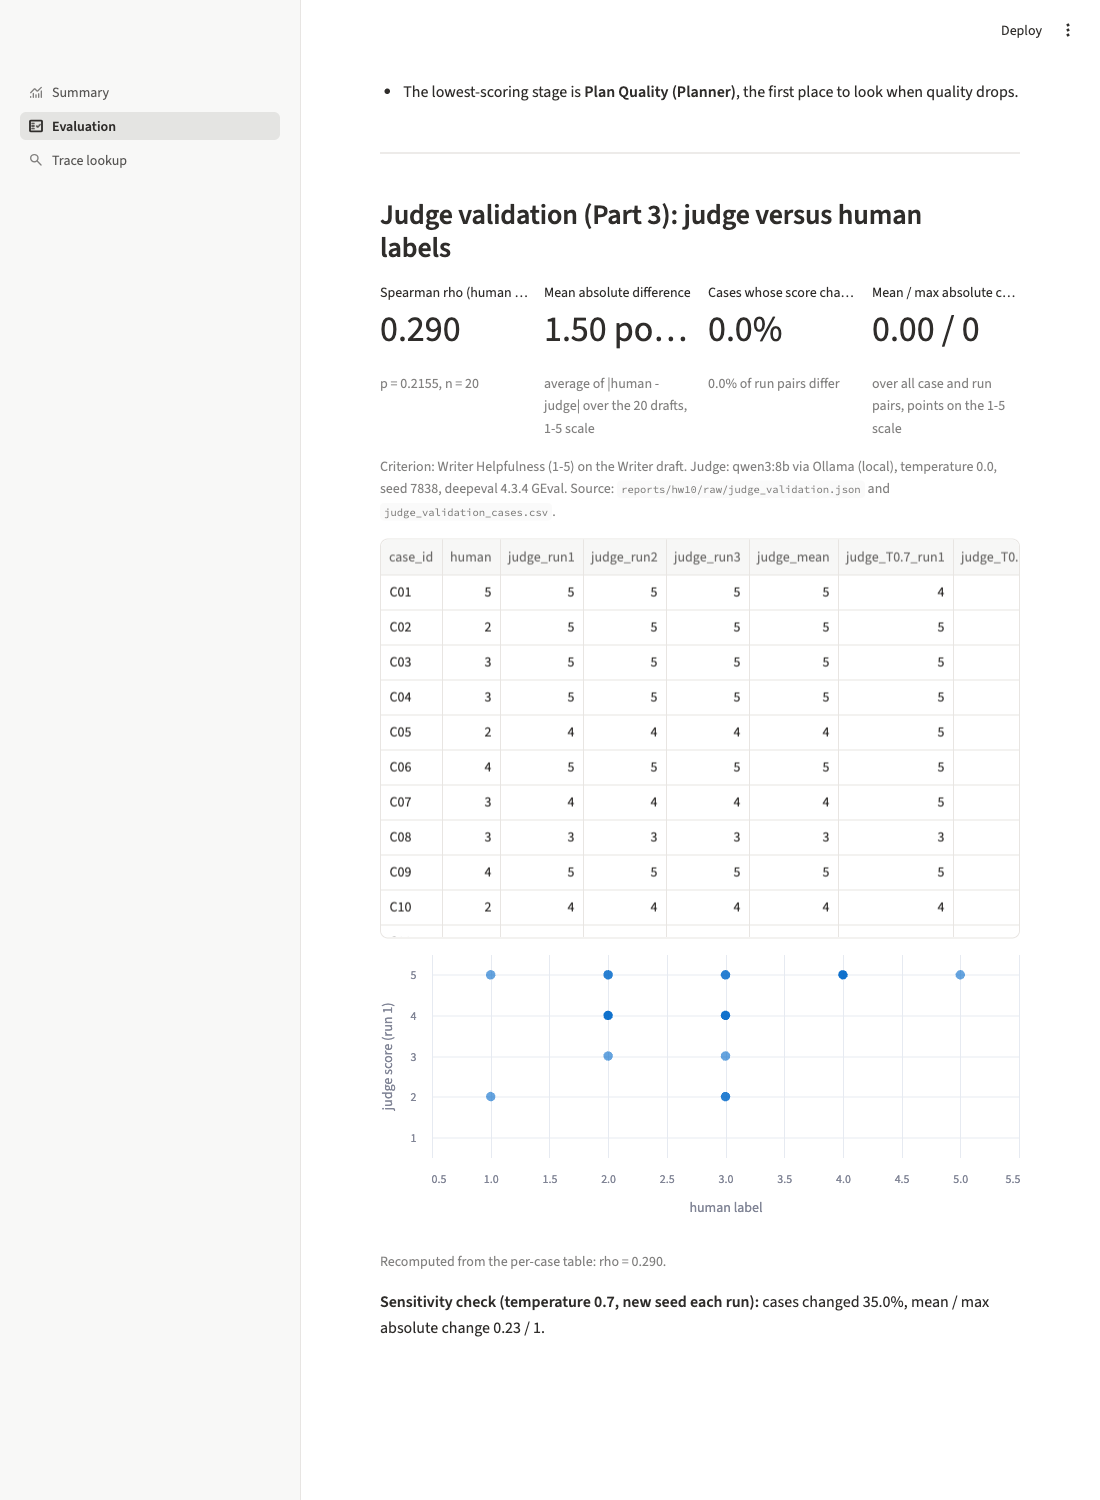 Deploy
Summary
Evaluation
Trace lookup
• The lowest-scoring stage is Plan Quality (Planner), the first place to look when quality drops.
Judge validation (Part 3): judge versus human
labels
Spearman rho (human … Mean absolute difference Cases whose score cha… Mean / max absolute c…
0.290 1.50 po… 0.0% 0.00 / 0
p = 0.2155, n = 20 average of |human - 0.0% of run pairs differ over all case and run
judge| over the 20 drafts, pairs, points on the 1-5
1-5 scale scale
Criterion: Writer Helpfulness (1-5) on the Writer draft. Judge: qwen3:8b via Ollama (local), temperature 0.0,
seed 7838, deepeval 4.3.4 GEval. Source: reports/hw10/raw/judge_validation.json and
judge_validation_cases.csv .
case_id human judge_run1 judge_run2 judge_run3 judge_mean judge_T0.7_run1 judge_T0.
C01 5 5 5 5 5 4
C02 2 5 5 5 5 5
C03 3 5 5 5 5 5
C04 3 5 5 5 5 5
C05 2 4 4 4 4 5
C06 4 5 5 5 5 5
C07 3 4 4 4 4 5
C08 3 3 3 3 3 3
C09 4 5 5 5 5 5
C10 2 4 4 4 4 4
judge score (run 1)
5
4
3
2
1
0.5 1.0 1.5 2.0 2.5 3.0 3.5 4.0 4.5 5.0 5.5
human label
Recomputed from the per-case table: rho = 0.290.
Sensitivity check (temperature 0.7, new seed each run): cases changed 35.0%, mean / max
absolute change 0.23 / 1.